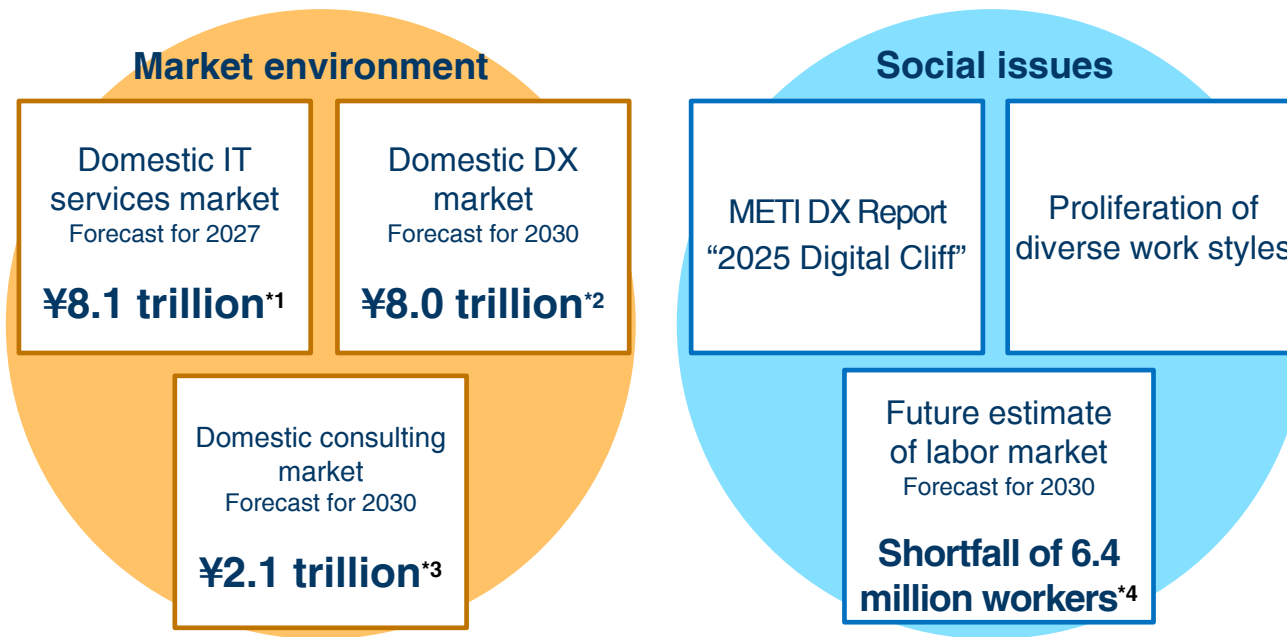 Market environment
Domestic IT
services market
Forecast for 2027
¥8.1 trillion*1
Domestic DX
market
Forecast for 2030
¥8.0 trillion*2
Domestic consulting
market
Forecast for 2030
¥2.1 trillion*3
Social issues
METI DX Report
“2025 Digital Cliff”
Proliferation of
diverse work styles
Future estimate
of labor market
Forecast for 2030
Shortfall of 6.4
million workers*4